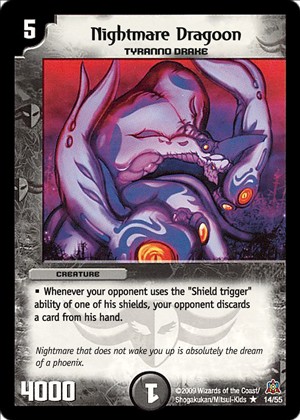 5
Nightmare Dragoon
TYRANNO DRAKE
CREATURE
▪ Whenever your opponent uses the "Shield trigger"
ability of one of his shields, your opponent discards
a card from his hand.
Nightmare that does not wake you up is absolutely the dream
of a phoenix.
4000
1
©2009 Wizards of the Coast/
Shogakukan/Mitsui-Kids ★ 14/55